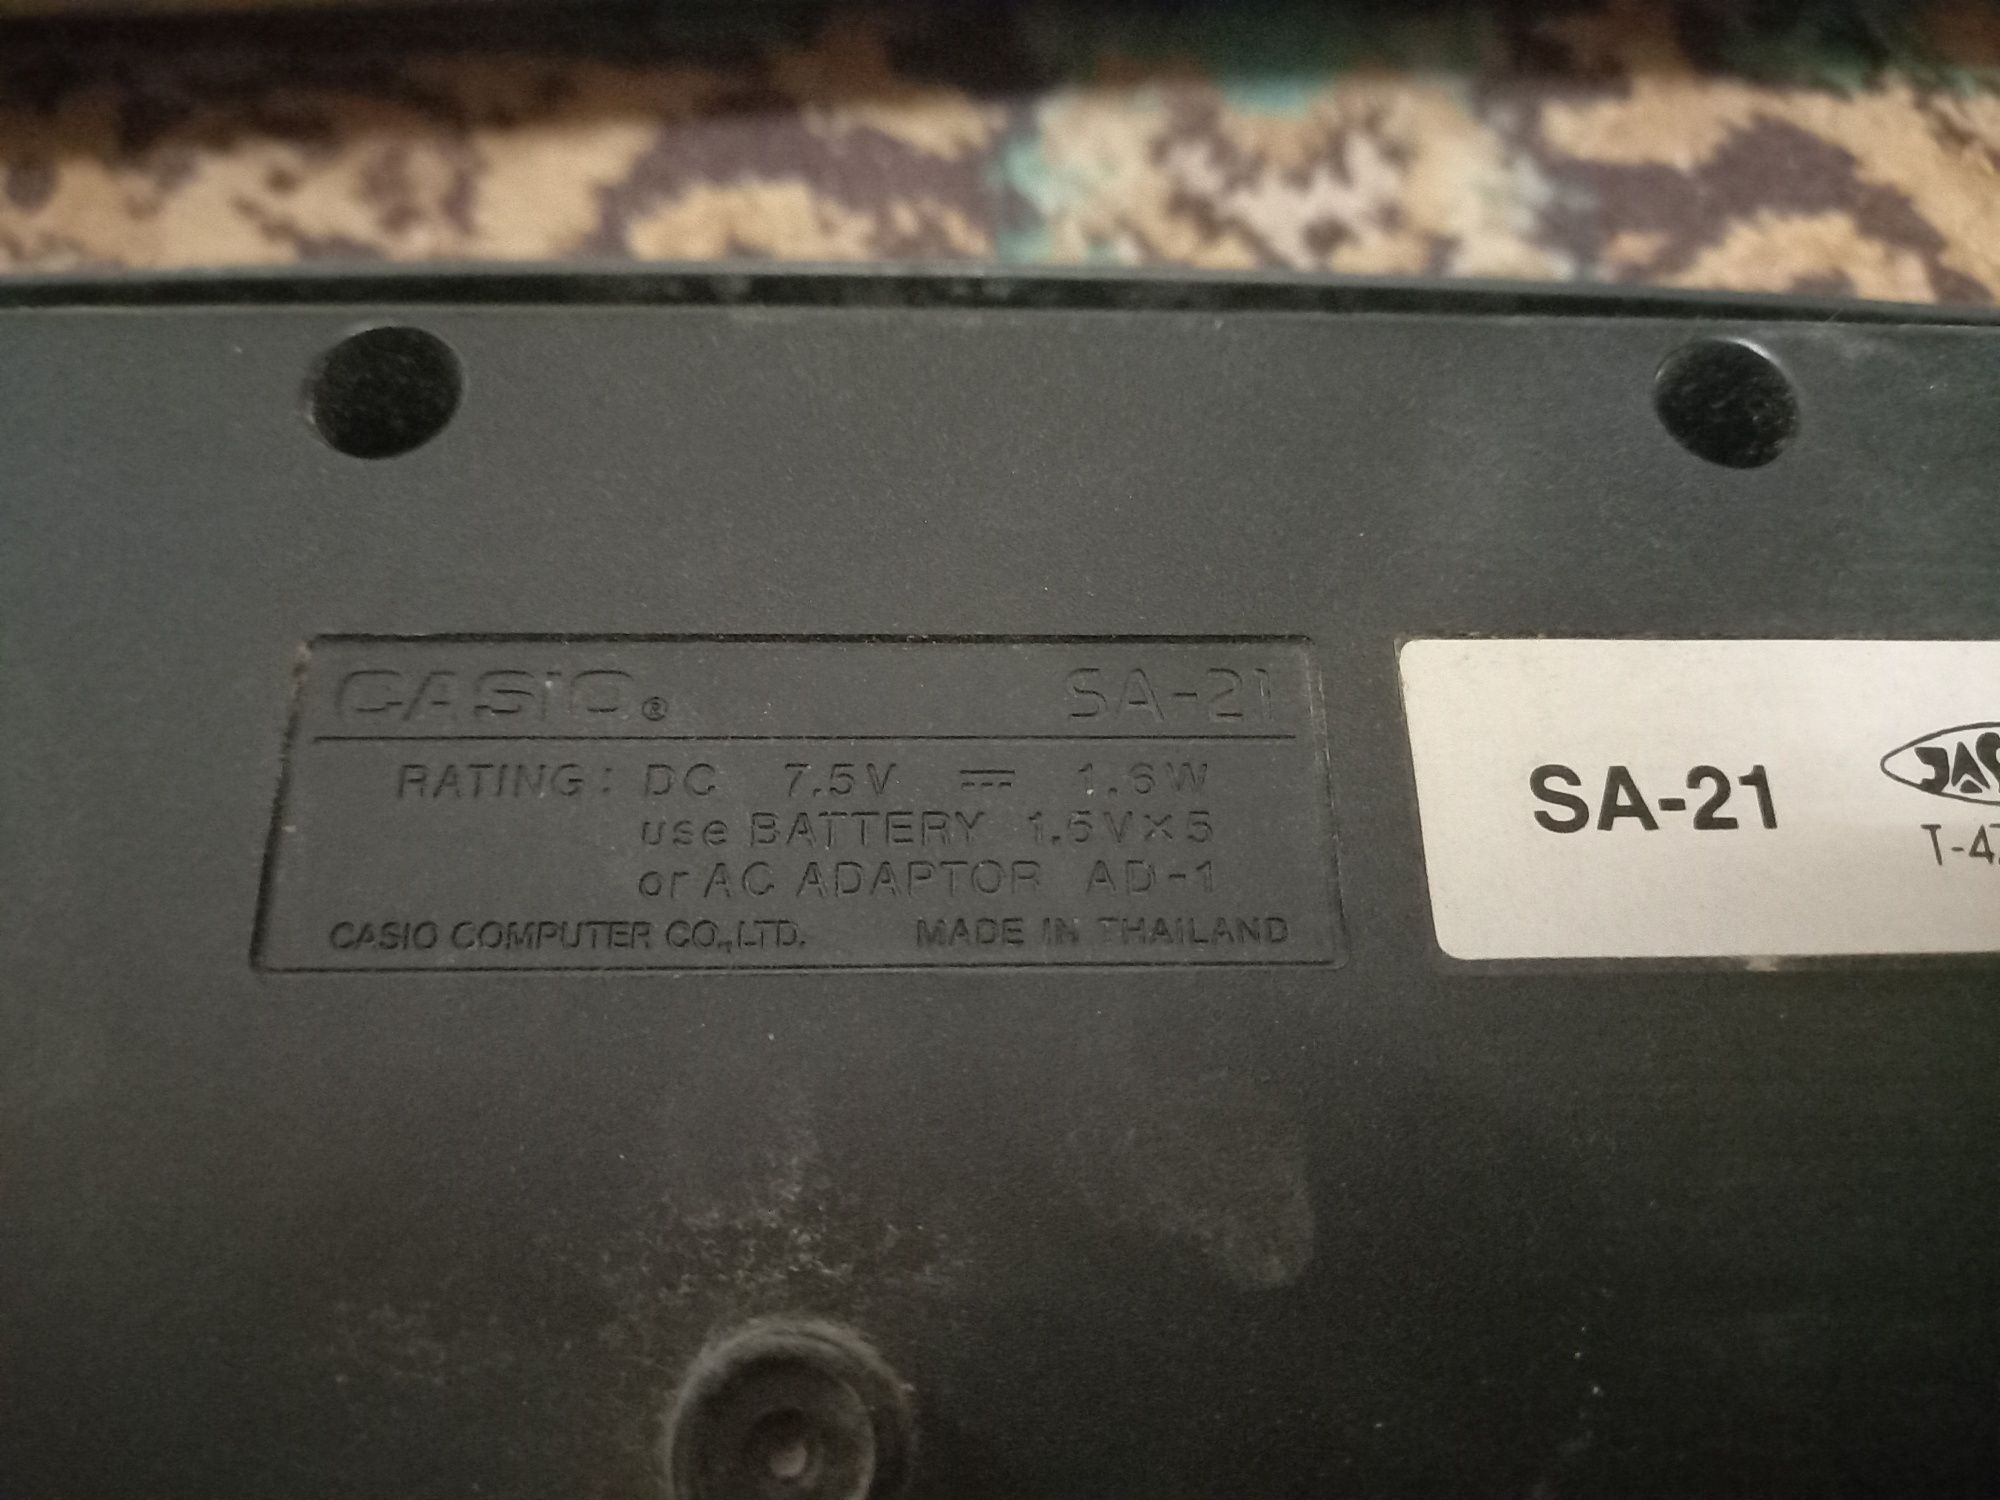 CASIO® SA-21
RATING: DC 7.5V ⎓ 1.6W
use BATTERY 1.5V×5
or AC ADAPTOR AD-1
CASIO COMPUTER CO.,LTD. MADE IN THAILAND
SA-21